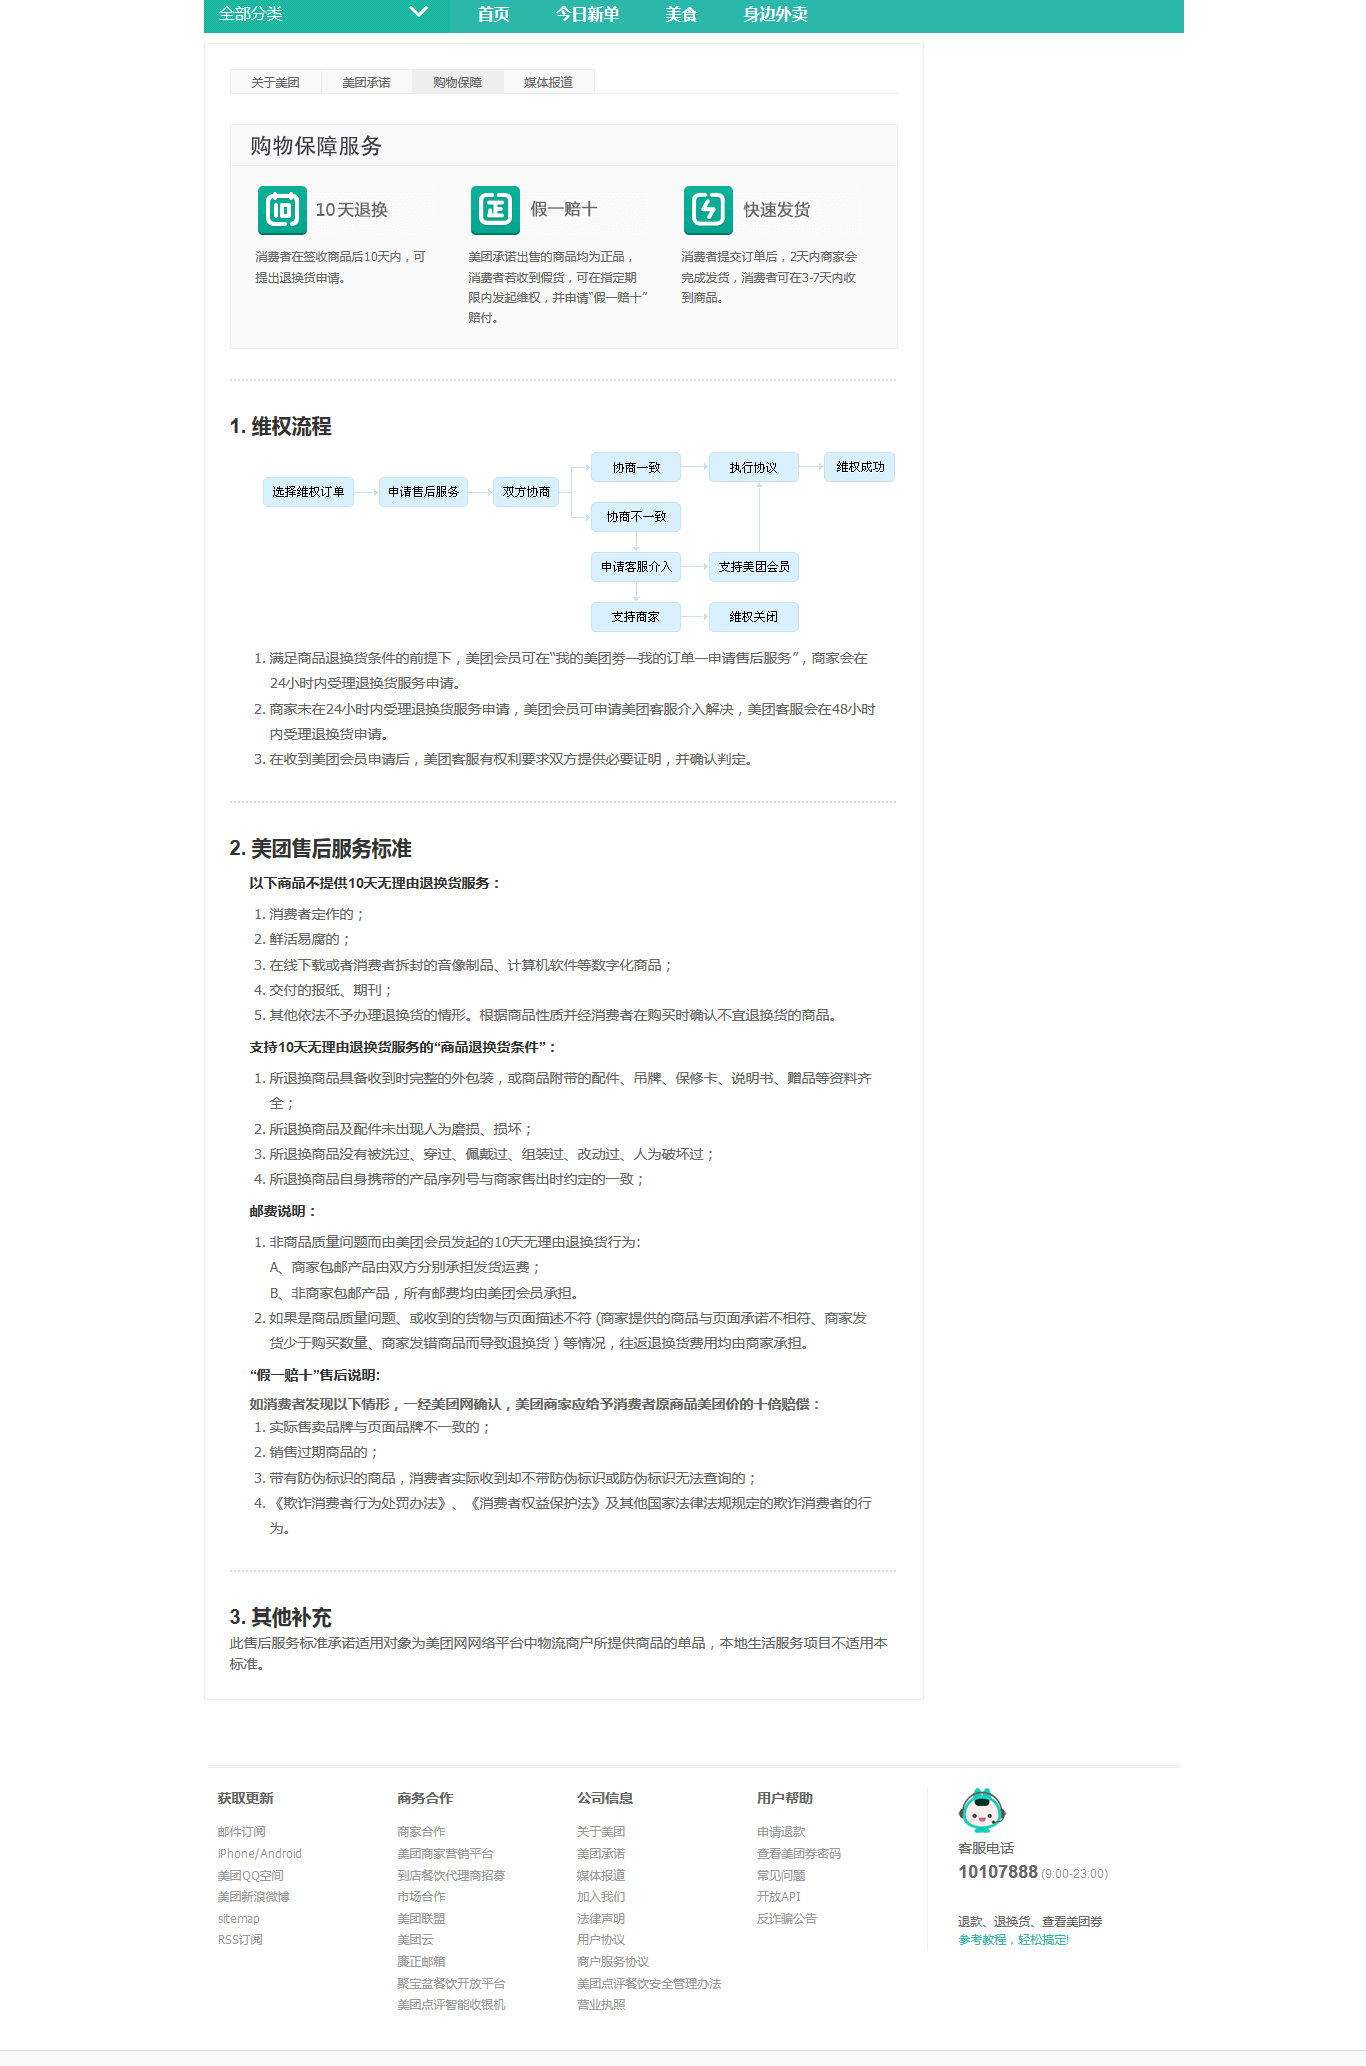 全部分类 首页 今日新单 美食 身边外卖
关于美团 美团承诺 购物保障 媒体报道
购物保障服务
10天退换
消费者在签收商品后10天内，可
提出退换货申请。
假一赔十
美团承诺出售的商品均为正品，
消费者若收到假货，可在指定期
限内发起维权，并申请“假一赔十”
赔付。
快速发货
消费者提交订单后，2天内商家会
完成发货，消费者可在3-7天内收
到商品。
1. 维权流程
选择维权订单
申请售后服务
双方协商
协商一致
执行协议
维权成功
协商不一致
申请客服介入
支持美团会员
支持商家
维权关闭
1. 满足商品退换货条件的前提下，美团会员可在“我的美团劵—我的订单—申请售后服务”，商家会在
24小时内受理退换货服务申请。
2. 商家未在24小时内受理退换货服务申请，美团会员可申请美团客服介入解决，美团客服会在48小时
内受理退换货申请。
3. 在收到美团会员申请后，美团客服有权利要求双方提供必要证明，并确认判定。
2. 美团售后服务标准
以下商品不提供10天无理由退换货服务：
1. 消费者定作的；
2. 鲜活易腐的；
3. 在线下载或者消费者拆封的音像制品、计算机软件等数字化商品；
4. 交付的报纸、期刊；
5. 其他依法不予办理退换货的情形。根据商品性质并经消费者在购买时确认不宜退换货的商品。
支持10天无理由退换货服务的“商品退换货条件”：
1. 所退换商品具备收到时完整的外包装，或商品附带的配件、吊牌、保修卡、说明书、赠品等资料齐
全；
2. 所退换商品及配件未出现人为磨损、损坏；
3. 所退换商品没有被洗过、穿过、佩戴过、组装过、改动过、人为破坏过；
4. 所退换商品自身携带的产品序列号与商家售出时约定的一致；
邮费说明：
1. 非商品质量问题而由美团会员发起的10天无理由退换货行为:
A、商家包邮产品由双方分别承担发货运费；
B、非商家包邮产品，所有邮费均由美团会员承担。
2. 如果是商品质量问题、或收到的货物与页面描述不符 (商家提供的商品与页面承诺不相符、商家发
货少于购买数量、商家发错商品而导致退换货 ) 等情况，往返退换货费用均由商家承担。
“假一赔十”售后说明:
如消费者发现以下情形，一经美团网确认，美团商家应给予消费者原商品美团价的十倍赔偿：
1. 实际售卖品牌与页面品牌不一致的；
2. 销售过期商品的；
3. 带有防伪标识的商品，消费者实际收到却不带防伪标识或防伪标识无法查询的；
4. 《欺诈消费者行为处罚办法》、《消费者权益保护法》及其他国家法律法规规定的欺诈消费者的行
为。
3. 其他补充
此售后服务标准承诺适用对象为美团网网络平台中物流商户所提供商品的单品，本地生活服务项目不适用本
标准。
获取更新
邮件订阅
iPhone/Android
美团QQ空间
美团新浪微博
sitemap
RSS订阅
商务合作
商家合作
美团商家营销平台
到店餐饮代理商招募
市场合作
美团联盟
美团云
廉正邮箱
聚宝盆餐饮开放平台
美团点评智能收银机
公司信息
关于美团
美团承诺
媒体报道
加入我们
法律声明
用户协议
商户服务协议
美团点评餐饮安全管理办法
营业执照
用户帮助
申请退款
查看美团券密码
常见问题
开放API
反诈骗公告
客服电话
10107888 (9:00-23:00)
退款、退换货、查看美团券
参考教程，轻松搞定!